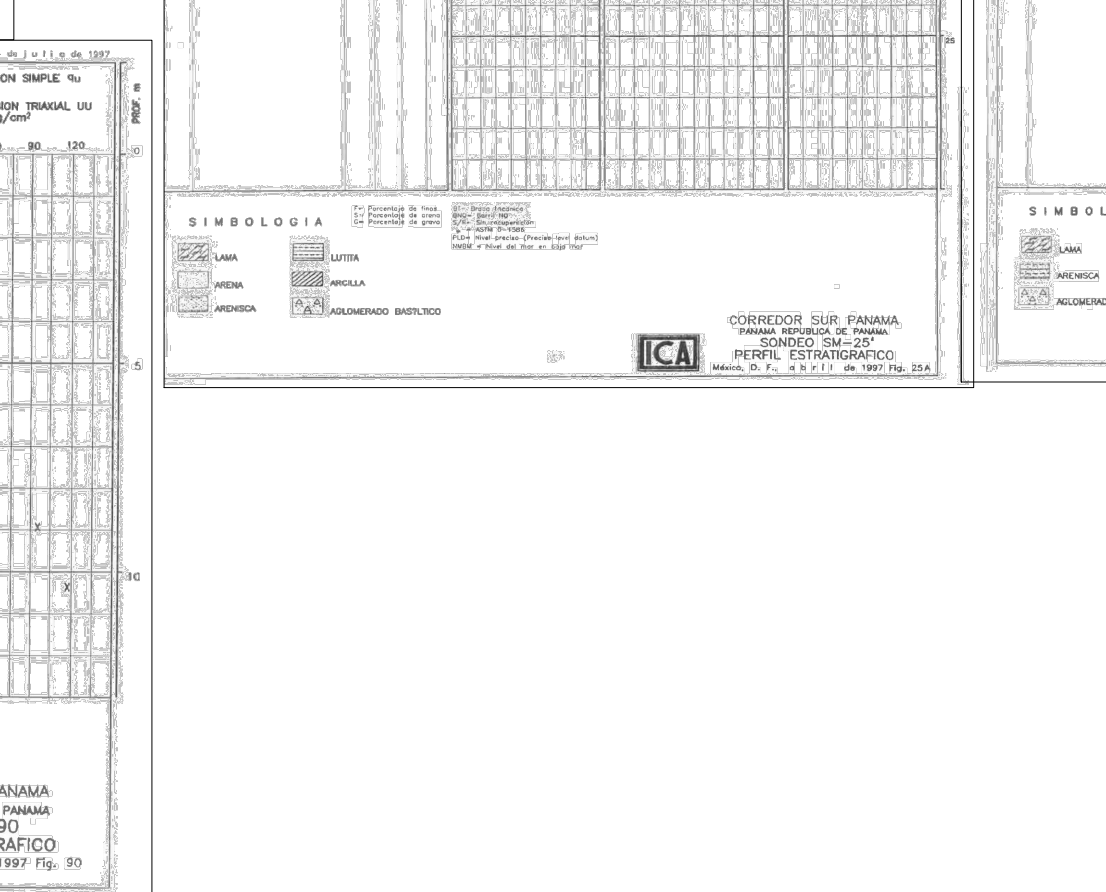 de julio de 1997
ON SIMPLE qu
ION TRIAXIAL UU
/cm²
90 120
PROF. m
0
5
10
ANAMA
PANAMA
90
RAFICO
1997 Fig. 90
25
SIMBOLOGIA
F= Porcentaje de finos
S= Porcentaje de arena
G= Porcentaje de grava
BT= Broca tricónica
BNQ= Barril NQ
S/R= Sin recuperación
* = ASTM D-1586
PLD= Nivel preciso (Precise level datum)
NMBM = Nivel del mar en baja mar
LAMA
ARENA
ARENISCA
LUTITA
ARCILLA
AGLOMERADO BAS?LTICO
ICA
CORREDOR SUR PANAMA
PANAMA REPUBLICA DE PANAMA
SONDEO SM-25'
PERFIL ESTRATIGRAFICO
México, D. F., abril de 1997 Fig. 25A
SIMBOL
LAMA
ARENISCA
AGLOMERAD